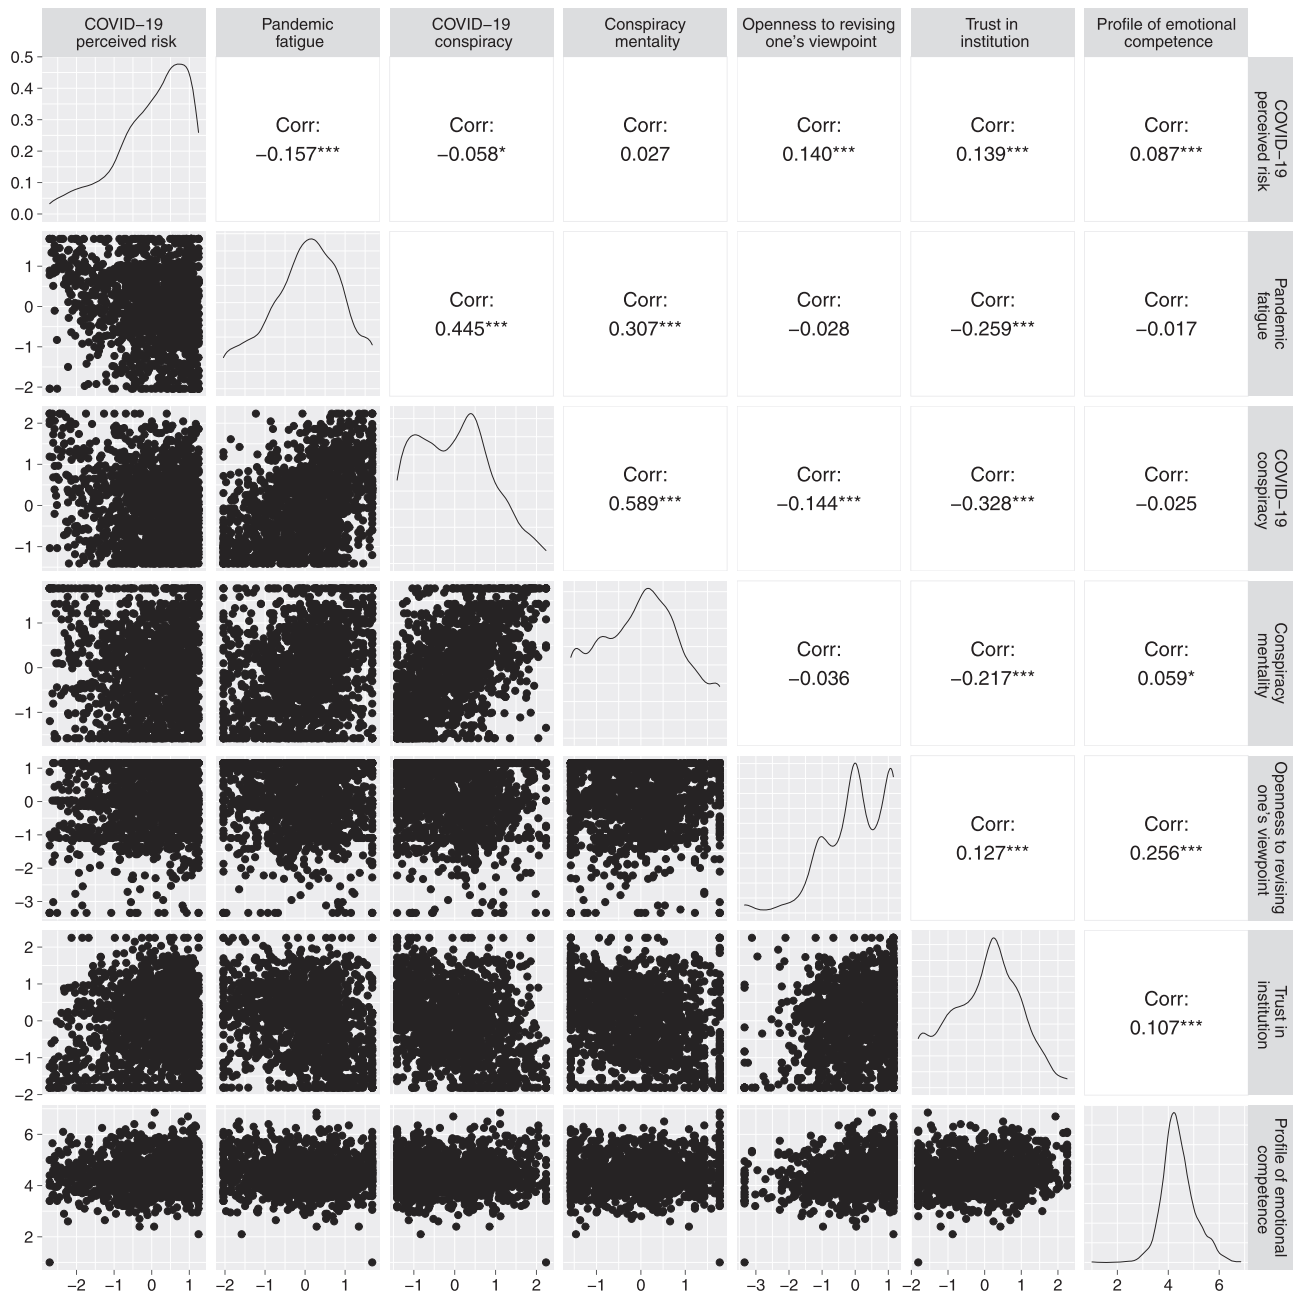 COVID−19
perceived risk
Pandemic
fatigue
COVID−19
conspiracy
Conspiracy
mentality
Openness to revising
one's viewpoint
Trust in
institution
Profile of emotional
competence
0.5
0.4
0.3
0.2
0.1
0.0
Corr:
−0.157***
Corr:
−0.058*
Corr:
0.027
Corr:
0.140***
Corr:
0.139***
Corr:
0.087***
COVID−19
perceived risk
1
0
−1
−2
Corr:
0.445***
Corr:
0.307***
Corr:
−0.028
Corr:
−0.259***
Corr:
−0.017
Pandemic
fatigue
2
1
0
−1
Corr:
0.589***
Corr:
−0.144***
Corr:
−0.328***
Corr:
−0.025
COVID−19
conspiracy
1
0
−1
Corr:
−0.036
Corr:
−0.217***
Corr:
0.059*
Conspiracy
mentality
1
0
−1
−2
−3
Corr:
0.127***
Corr:
0.256***
Openness to revising
one's viewpoint
2
1
0
−1
−2
Corr:
0.107***
Trust in
institution
6
4
2
Profile of emotional
competence
−2 −1 0 1
−2 −1 0 1
−1 0 1 2
−1 0 1
−3 −2 −1 0 1
−2 −1 0 1 2
2 4 6